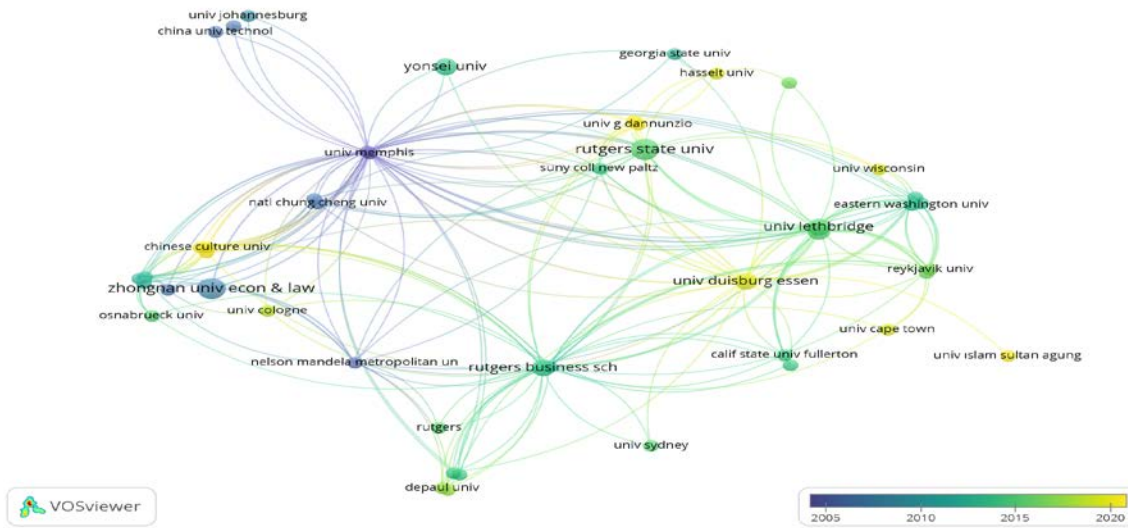 univ johannesburg
china univ technol
yonsei univ
georgia state univ
hasselt univ
univ g dannunzio
univ memphis
rutgers state univ
suny coll new paltz
univ wisconsin
natl chung cheng univ
eastern washington univ
univ lethbridge
chinese culture univ
reykjavik univ
univ duisburg essen
zhongnan univ econ & law
osnabrueck univ
univ cologne
univ cape town
nelson mandela metropolitan un
rutgers business sch
calif state univ fullerton
univ islam sultan agung
rutgers
univ sydney
depaul univ
VOSviewer
2005 2010 2015 2020